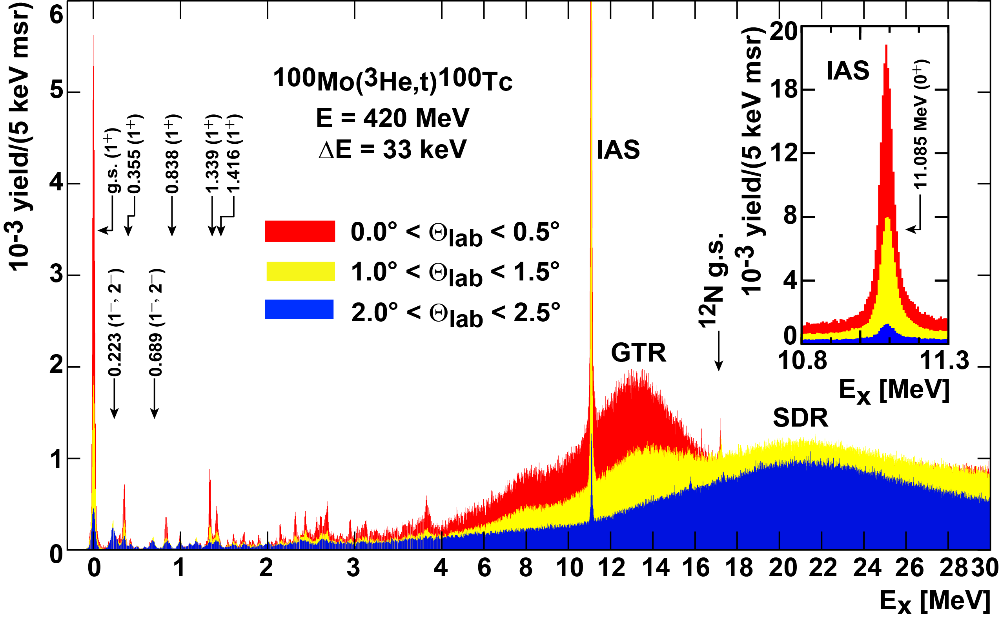 10-3 yield/(5 keV msr)
6
5
4
3
2
1
0
g.s. (1+)
0.355 (1+)
0.838 (1+)
1.339 (1+)
1.416 (1+)
0.223 (1−, 2−)
0.689 (1−, 2−)
100Mo(3He,t)100Tc
E = 420 MeV
ΔE = 33 keV
0.0° < Θlab < 0.5°
1.0° < Θlab < 1.5°
2.0° < Θlab < 2.5°
IAS
GTR
12N g.s.
SDR
10-3 yield/(5 keV msr)
20
18
12
8
4
0
IAS
11.085 MeV (0+)
10.8 11.3
Ex [MeV]
0 1 2 3 4 6 8 10 12 14 16 18 20 22 24 26 28 30
Ex [MeV]